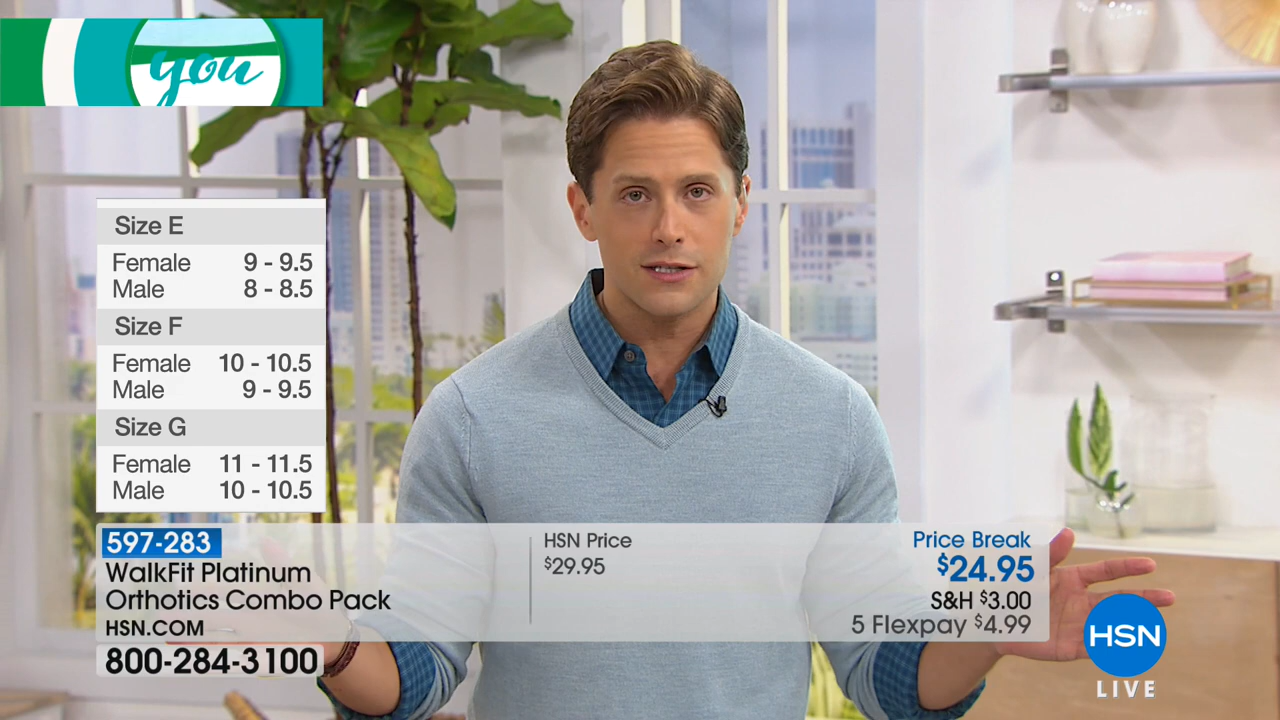 you
Size E
Female 9 - 9.5
Male 8 - 8.5
Size F
Female 10 - 10.5
Male 9 - 9.5
Size G
Female 11 - 11.5
Male 10 - 10.5
597-283
WalkFit Platinum
Orthotics Combo Pack
HSN.COM
800-284-3100
HSN Price
$29.95
Price Break
$24.95
S&H $3.00
5 Flexpay $4.99
HSN
LIVE